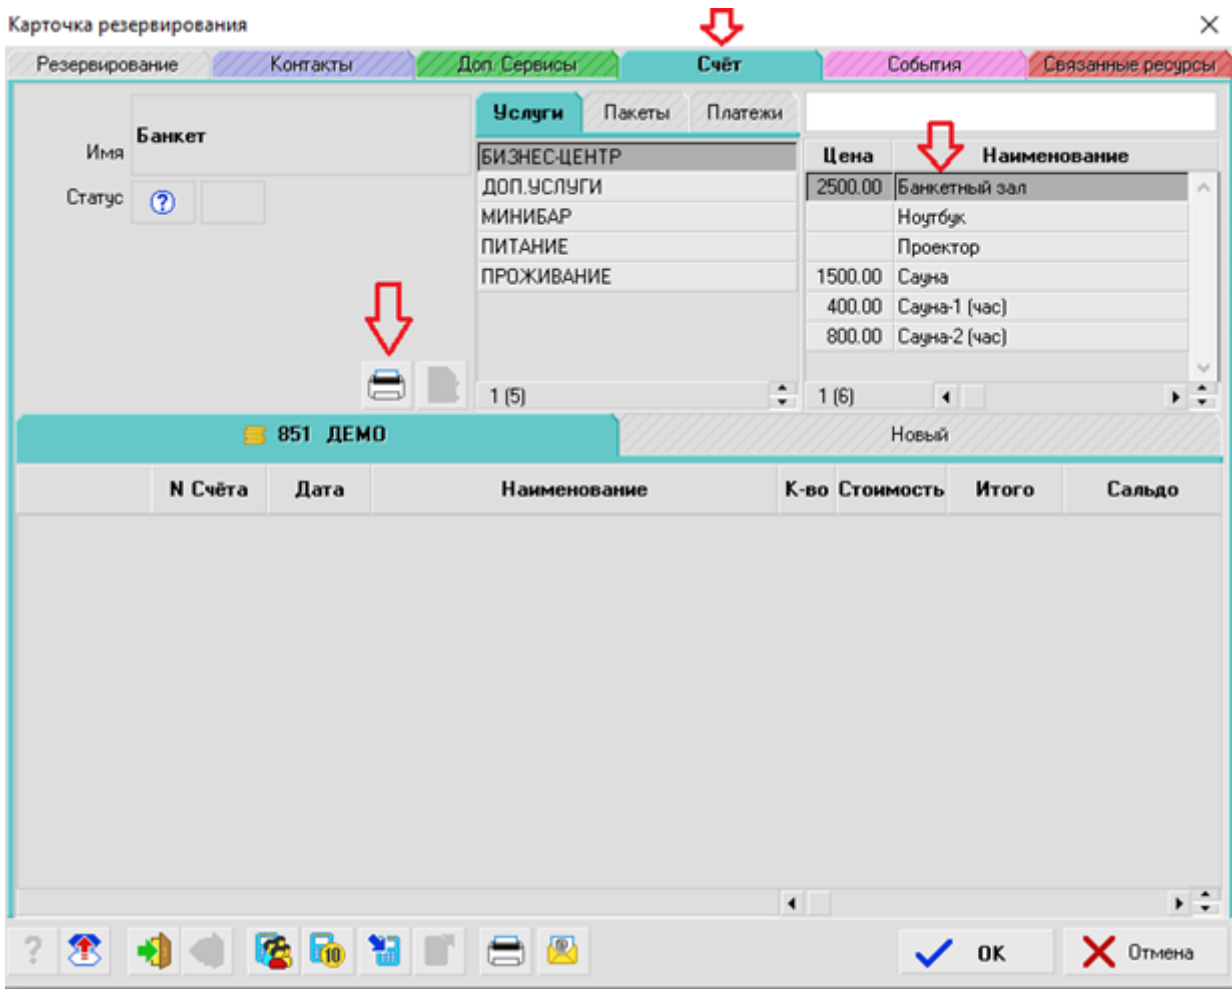 Карточка резервирования
Резервирование Контакты Доп. Сервисы Счёт События Связанные ресурсы
Услуги Пакеты Платежи
Имя Банкет
Статус ?
БИЗНЕС-ЦЕНТР
ДОП.УСЛУГИ
МИНИБАР
ПИТАНИЕ
ПРОЖИВАНИЕ
1 (5)
Цена Наименование
2500.00 Банкетный зал
Ноутбук
Проектор
1500.00 Сауна
400.00 Сауна-1 (час)
800.00 Сауна-2 (час)
1 (6)
851 ДЕМО Новый
N Счёта Дата Наименование К-во Стоимость Итого Сальдо
? 10 @ OK Отмена